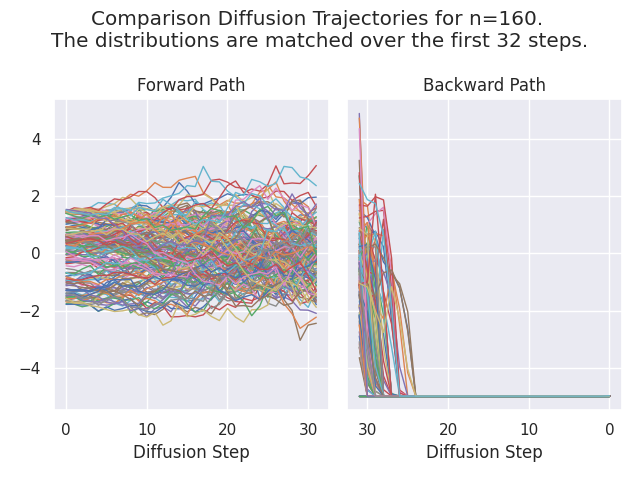 Comparison Diffusion Trajectories for n=160.
The distributions are matched over the first 32 steps.
Forward Path
Backward Path
4
2
0
−2
−4
0 10 20 30
30 20 10 0
Diffusion Step
Diffusion Step